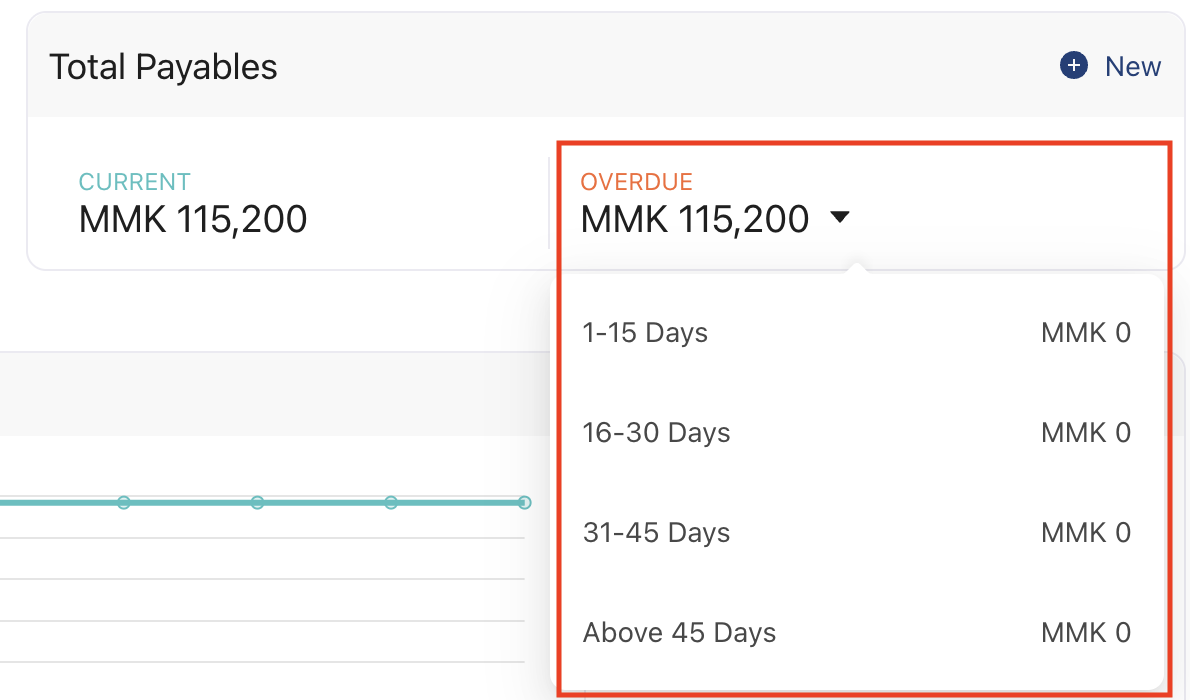 Total Payables
New
CURRENT
MMK 115,200
OVERDUE
MMK 115,200
1-15 Days MMK 0
16-30 Days MMK 0
31-45 Days MMK 0
Above 45 Days MMK 0